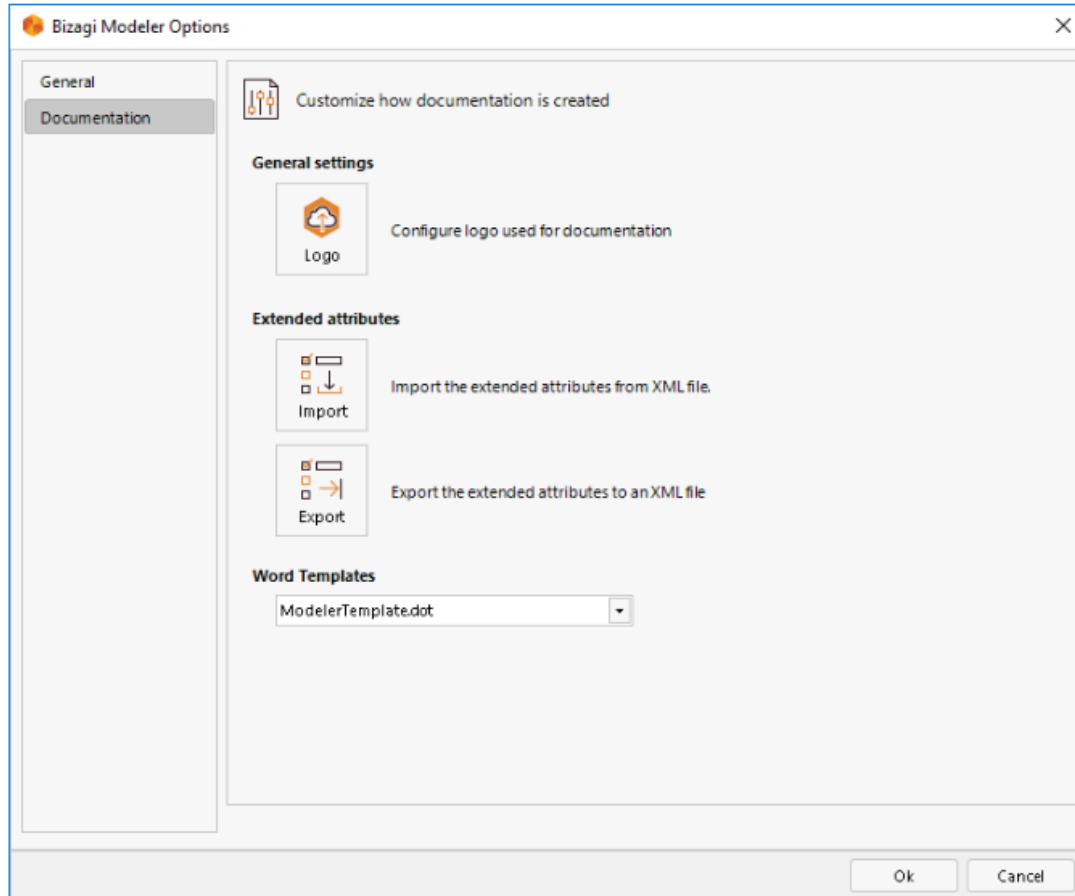 Bizagi Modeler Options
General
Documentation
Customize how documentation is created
General settings
Logo
Configure logo used for documentation
Extended attributes
Import
Import the extended attributes from XML file.
Export
Export the extended attributes to an XML file
Word Templates
ModelerTemplate.dot
Ok
Cancel